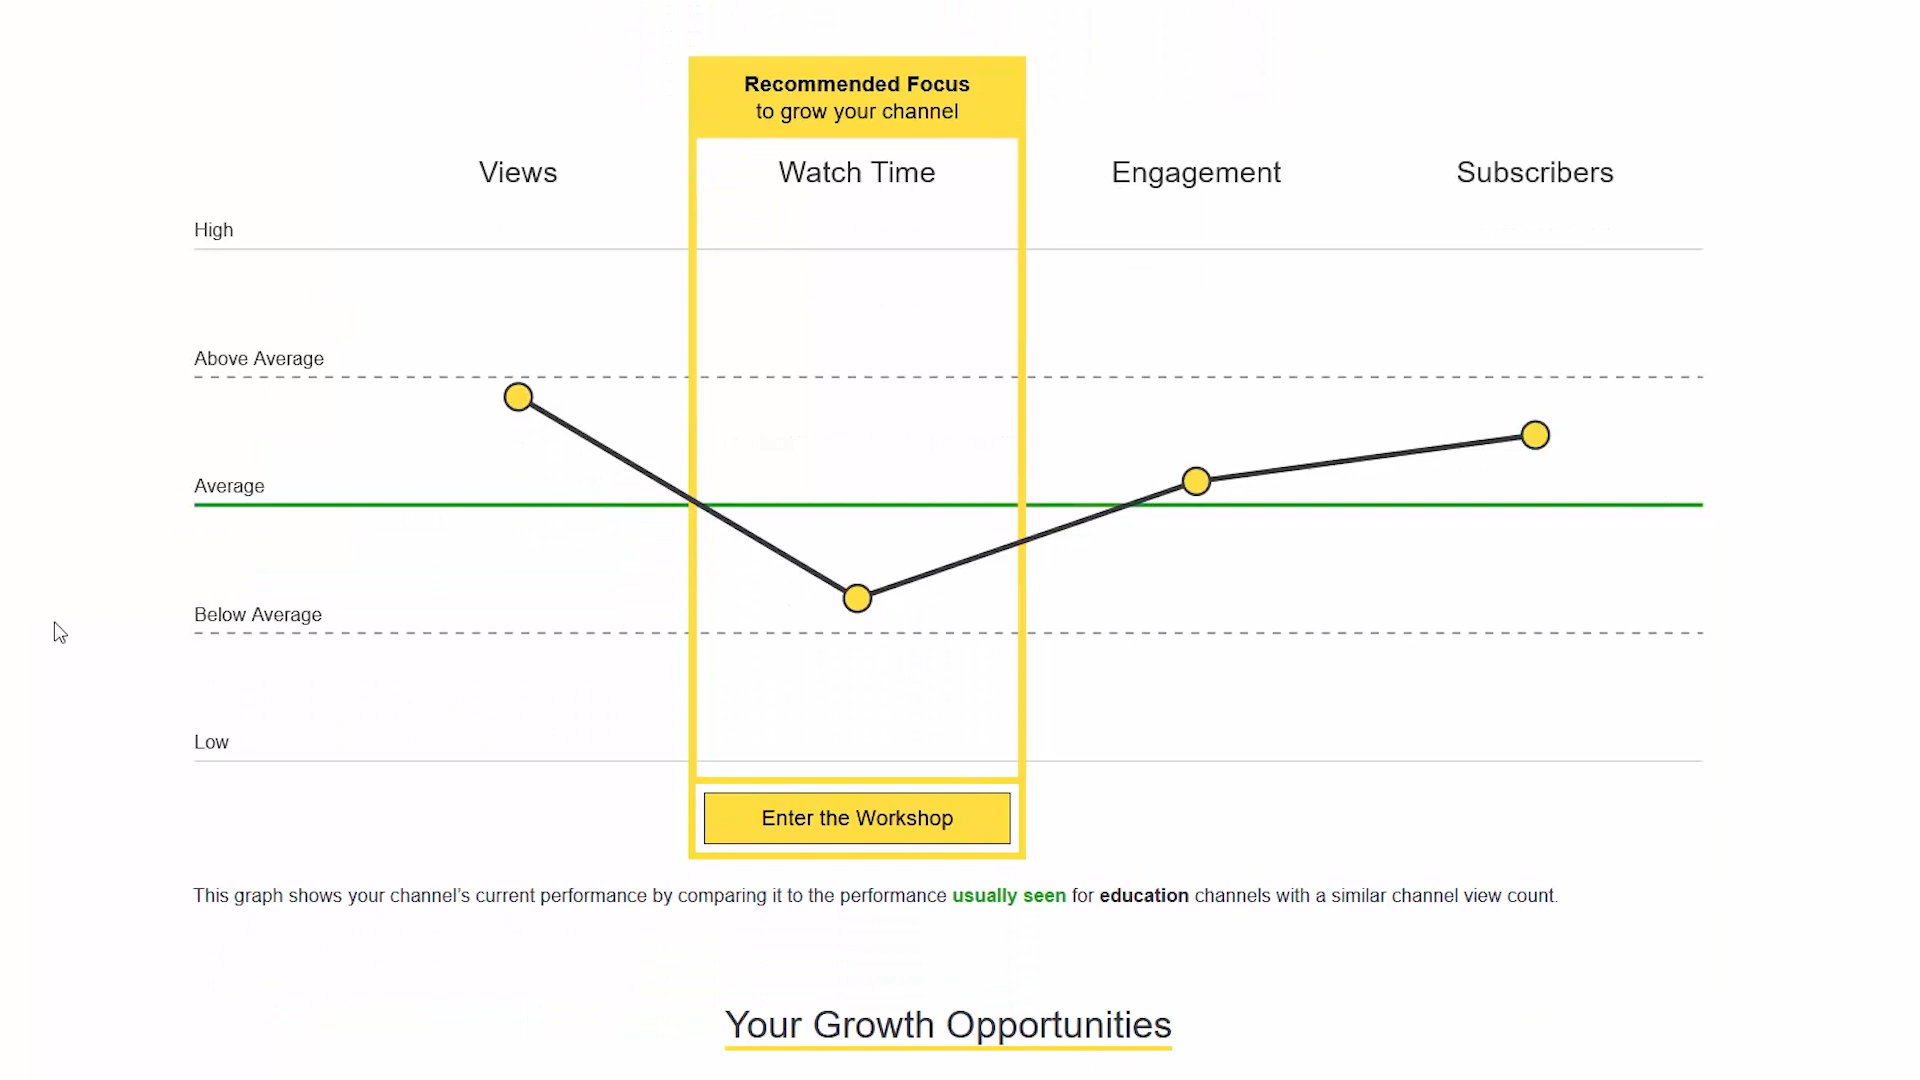 Recommended Focus
to grow your channel
Views Watch Time Engagement Subscribers
High
Above Average
Average
Below Average
Low
Enter the Workshop
This graph shows your channel's current performance by comparing it to the performance usually seen for education channels with a similar channel view count.
Your Growth Opportunities